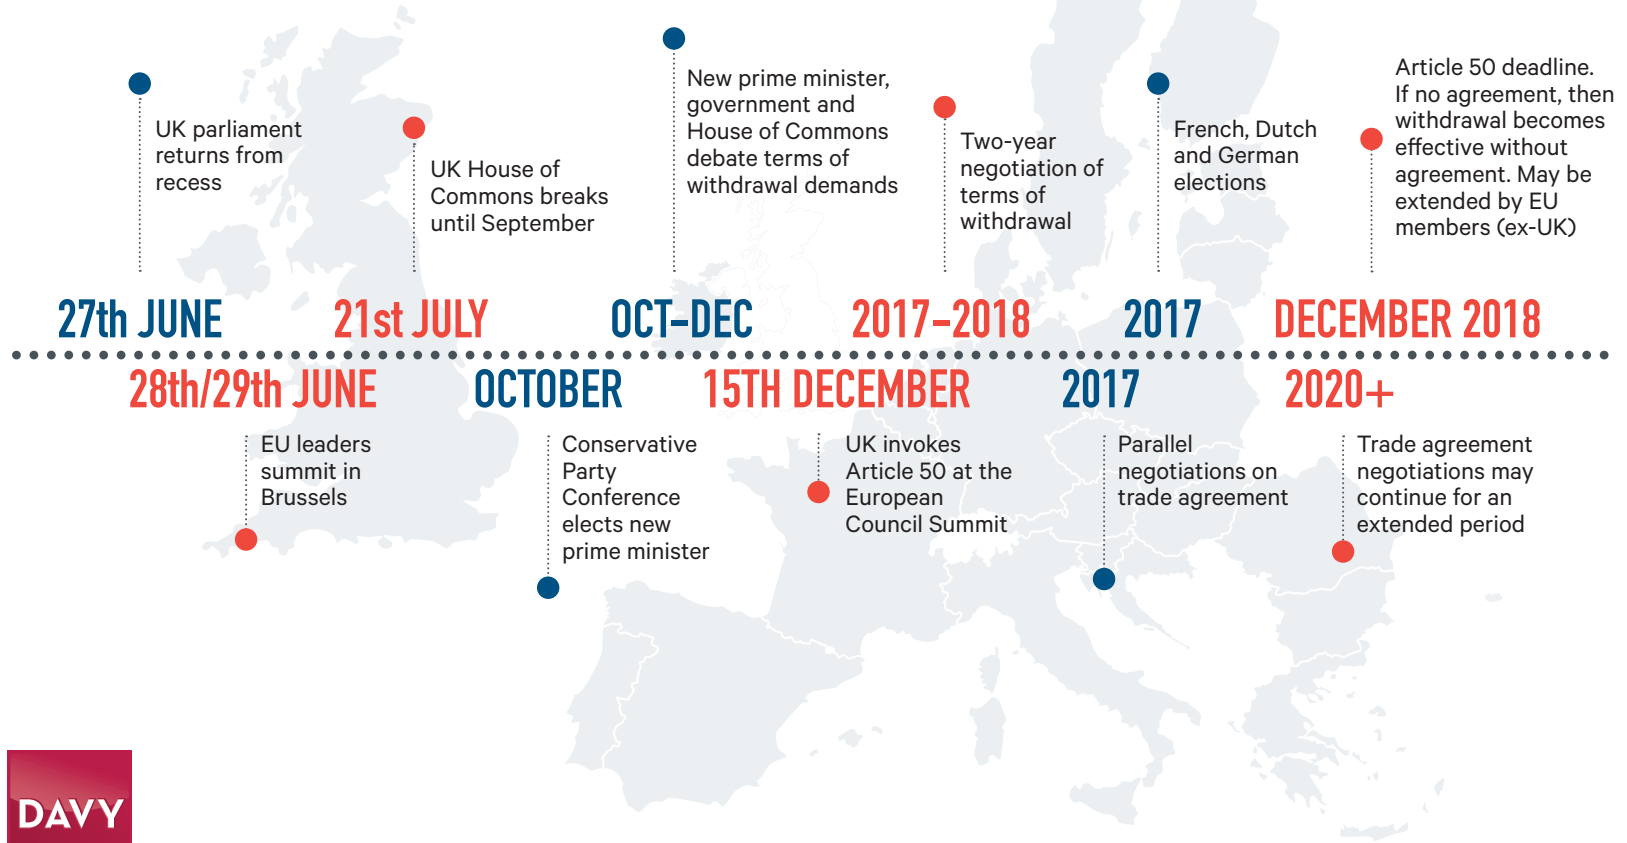 UK parliament
returns from
recess
UK House of
Commons breaks
until September
New prime minister,
government and
House of Commons
debate terms of
withdrawal demands
Two-year
negotiation of
terms of
withdrawal
French, Dutch
and German
elections
Article 50 deadline.
If no agreement, then
withdrawal becomes
effective without
agreement. May be
extended by EU
members (ex-UK)
27th JUNE
21st JULY
OCT–DEC
2017–2018
2017
DECEMBER 2018
28th/29th JUNE
OCTOBER
15TH DECEMBER
2017
2020+
EU leaders
summit in
Brussels
Conservative
Party
Conference
elects new
prime minister
UK invokes
Article 50 at the
European
Council Summit
Parallel
negotiations on
trade agreement
Trade agreement
negotiations may
continue for an
extended period
DAVY